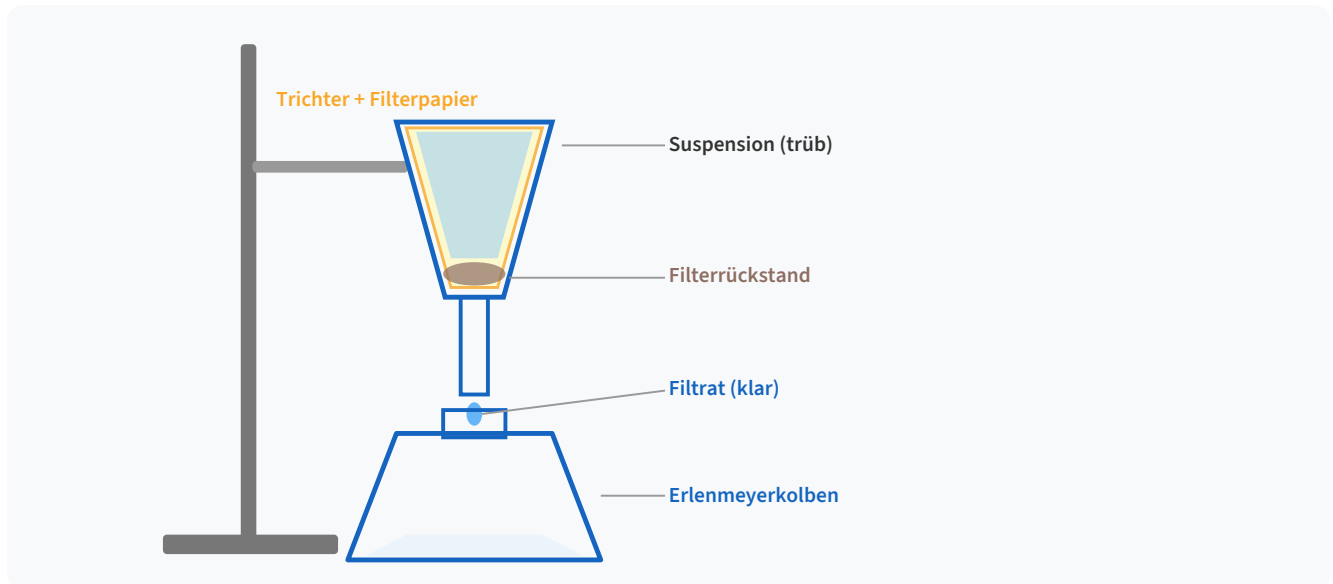 Trichter + Filterpapier
Suspension (trüb)
Filterrückstand
Filtrat (klar)
Erlenmeyerkolben